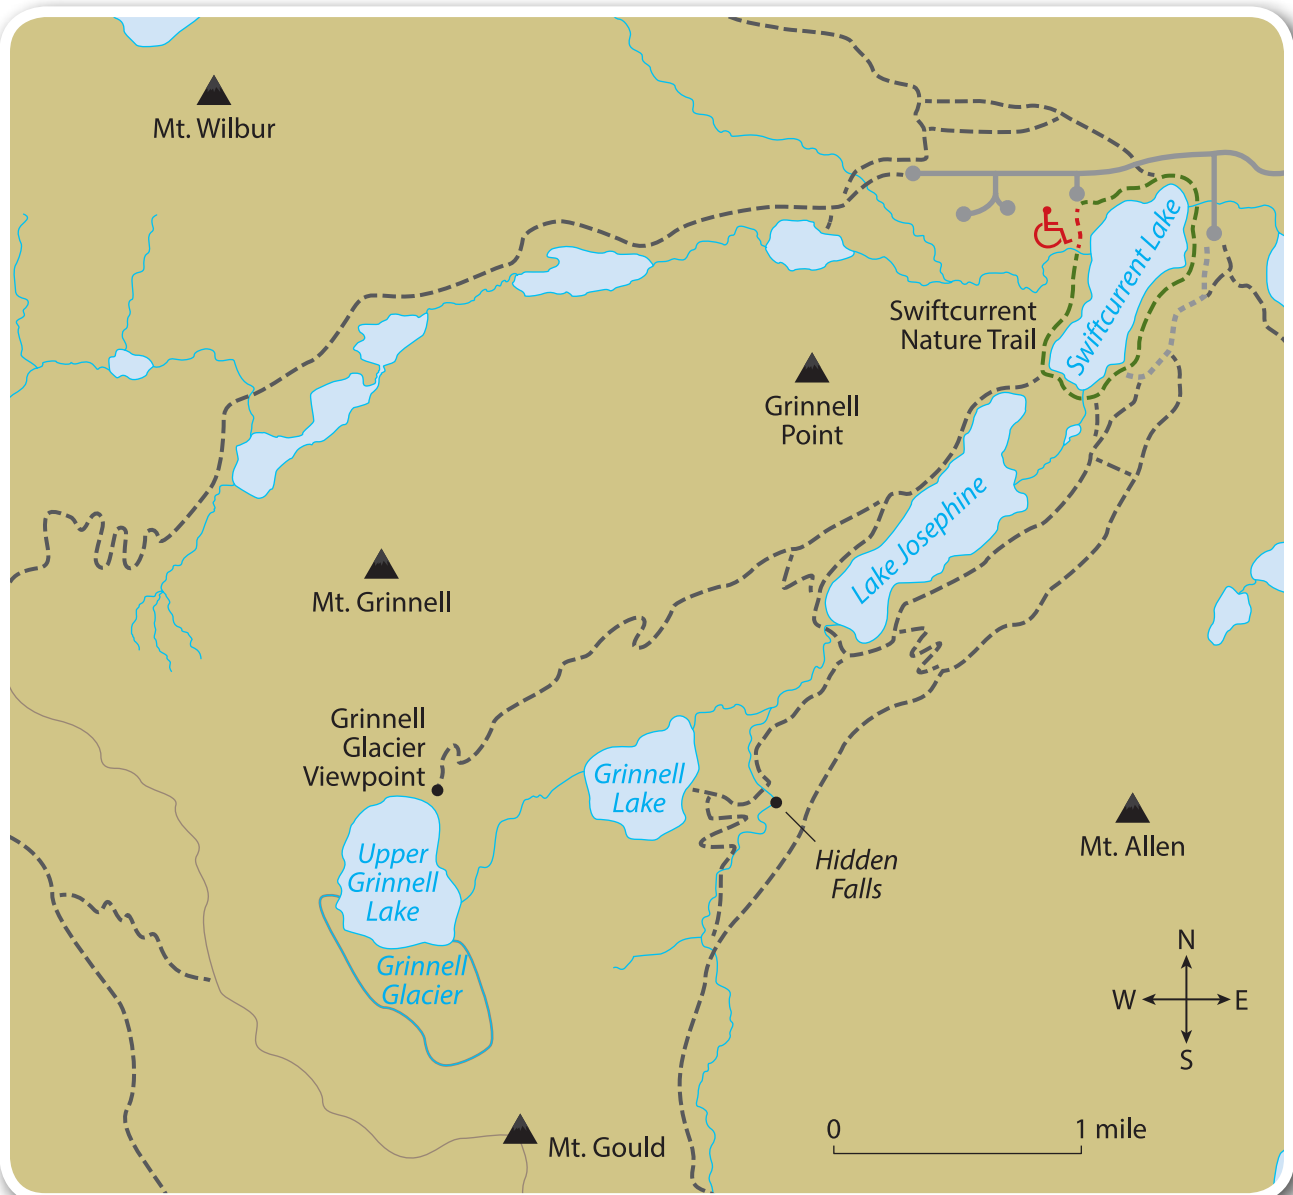 Mt. Wilbur
Swiftcurrent Lake
Swiftcurrent
Nature Trail
Grinnell
Point
Lake Josephine
Mt. Grinnell
Grinnell
Glacier
Viewpoint
Grinnell
Lake
Upper
Grinnell
Lake
Hidden
Falls
Mt. Allen
Grinnell
Glacier
N
W E
S
0 1 mile
Mt. Gould